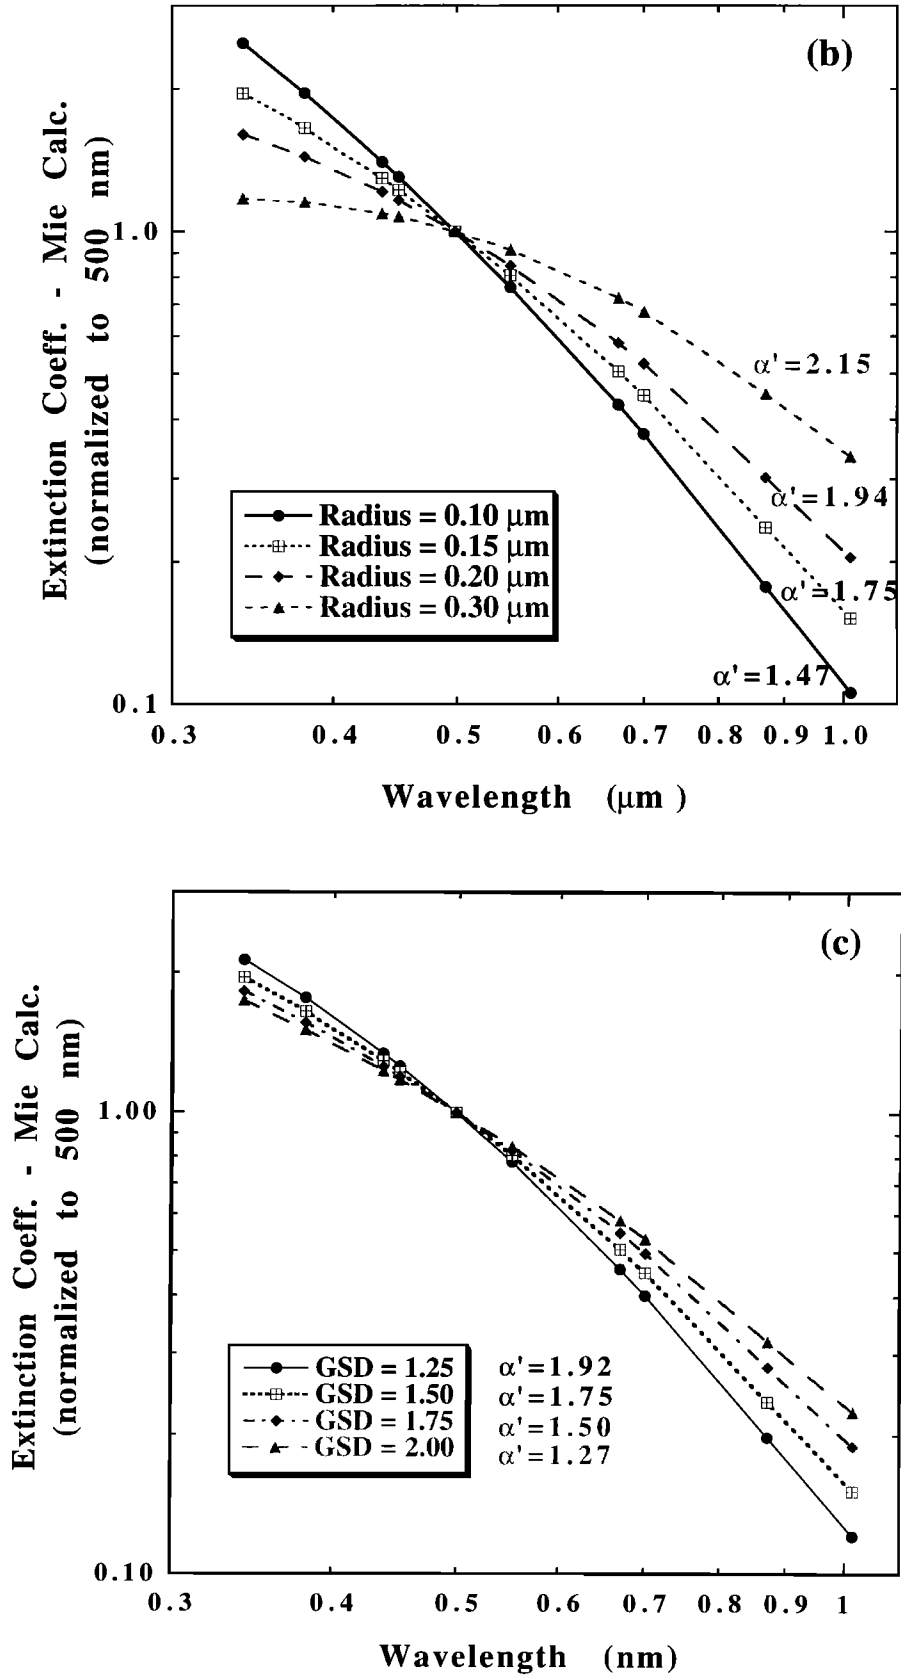 (b)
Extinction Coeff. - Mie Calc.
(normalized to 500 nm)
1.0
0.1
α'=2.15
α'=1.94
α'=1.75
α'=1.47
Radius = 0.10 μm
Radius = 0.15 μm
Radius = 0.20 μm
Radius = 0.30 μm
0.3 0.4 0.5 0.6 0.7 0.8 0.9 1.0
Wavelength (μm )
(c)
Extinction Coeff. - Mie Calc.
(normalized to 500 nm)
1.00
0.10
GSD = 1.25 α'=1.92
GSD = 1.50 α'=1.75
GSD = 1.75 α'=1.50
GSD = 2.00 α'=1.27
0.3 0.4 0.5 0.6 0.7 0.8 0.9 1
Wavelength (nm)